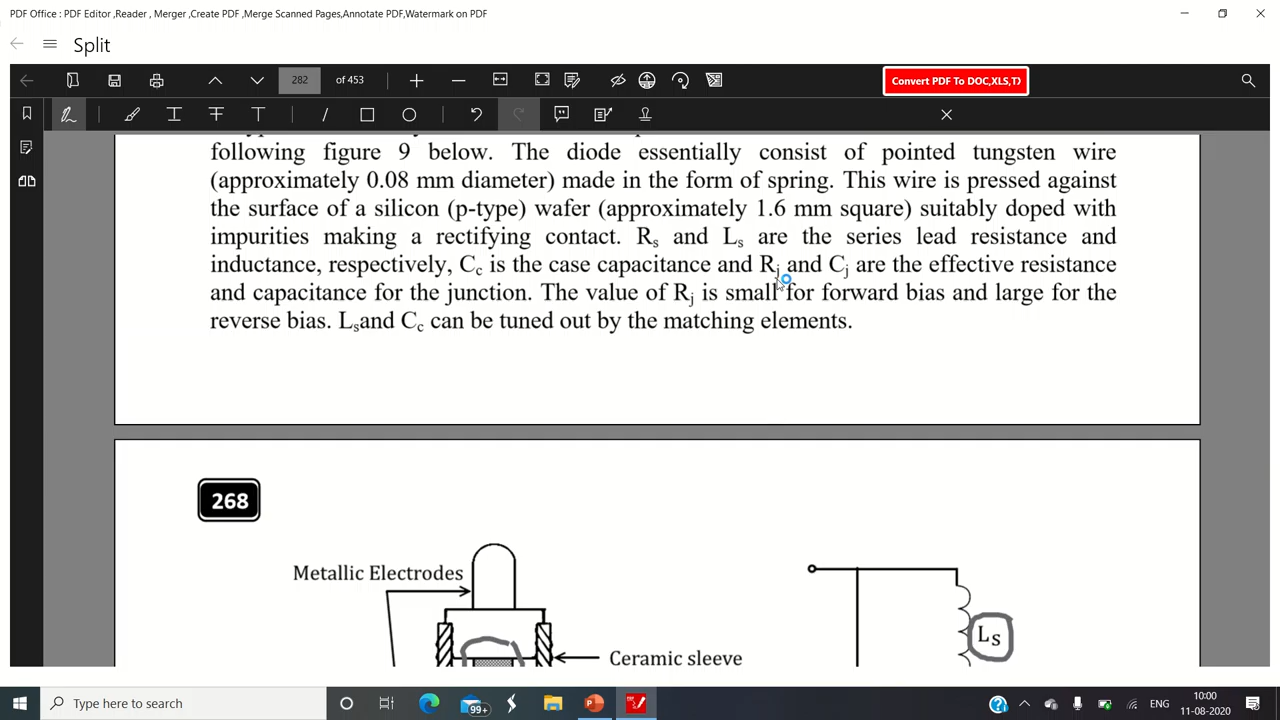 PDF Office : PDF Editor ,Reader , Merger ,Create PDF ,Merge Scanned Pages,Annotate PDF,Watermark on PDF
Split
282 of 453
Convert PDF To DOC,XLS,T)
following figure 9 below. The diode essentially consist of pointed tungsten wire
(approximately 0.08 mm diameter) made in the form of spring. This wire is pressed against
the surface of a silicon (p-type) wafer (approximately 1.6 mm square) suitably doped with
impurities making a rectifying contact. Rs and Ls are the series lead resistance and
inductance, respectively, Cc is the case capacitance and Rj and Cj are the effective resistance
and capacitance for the junction. The value of Rj is small for forward bias and large for the
reverse bias. Lsand Cc can be tuned out by the matching elements.
268
Metallic Electrodes
Ls
Ceramic sleeve
Type here to search
99+
ENG
10:00
11-08-2020